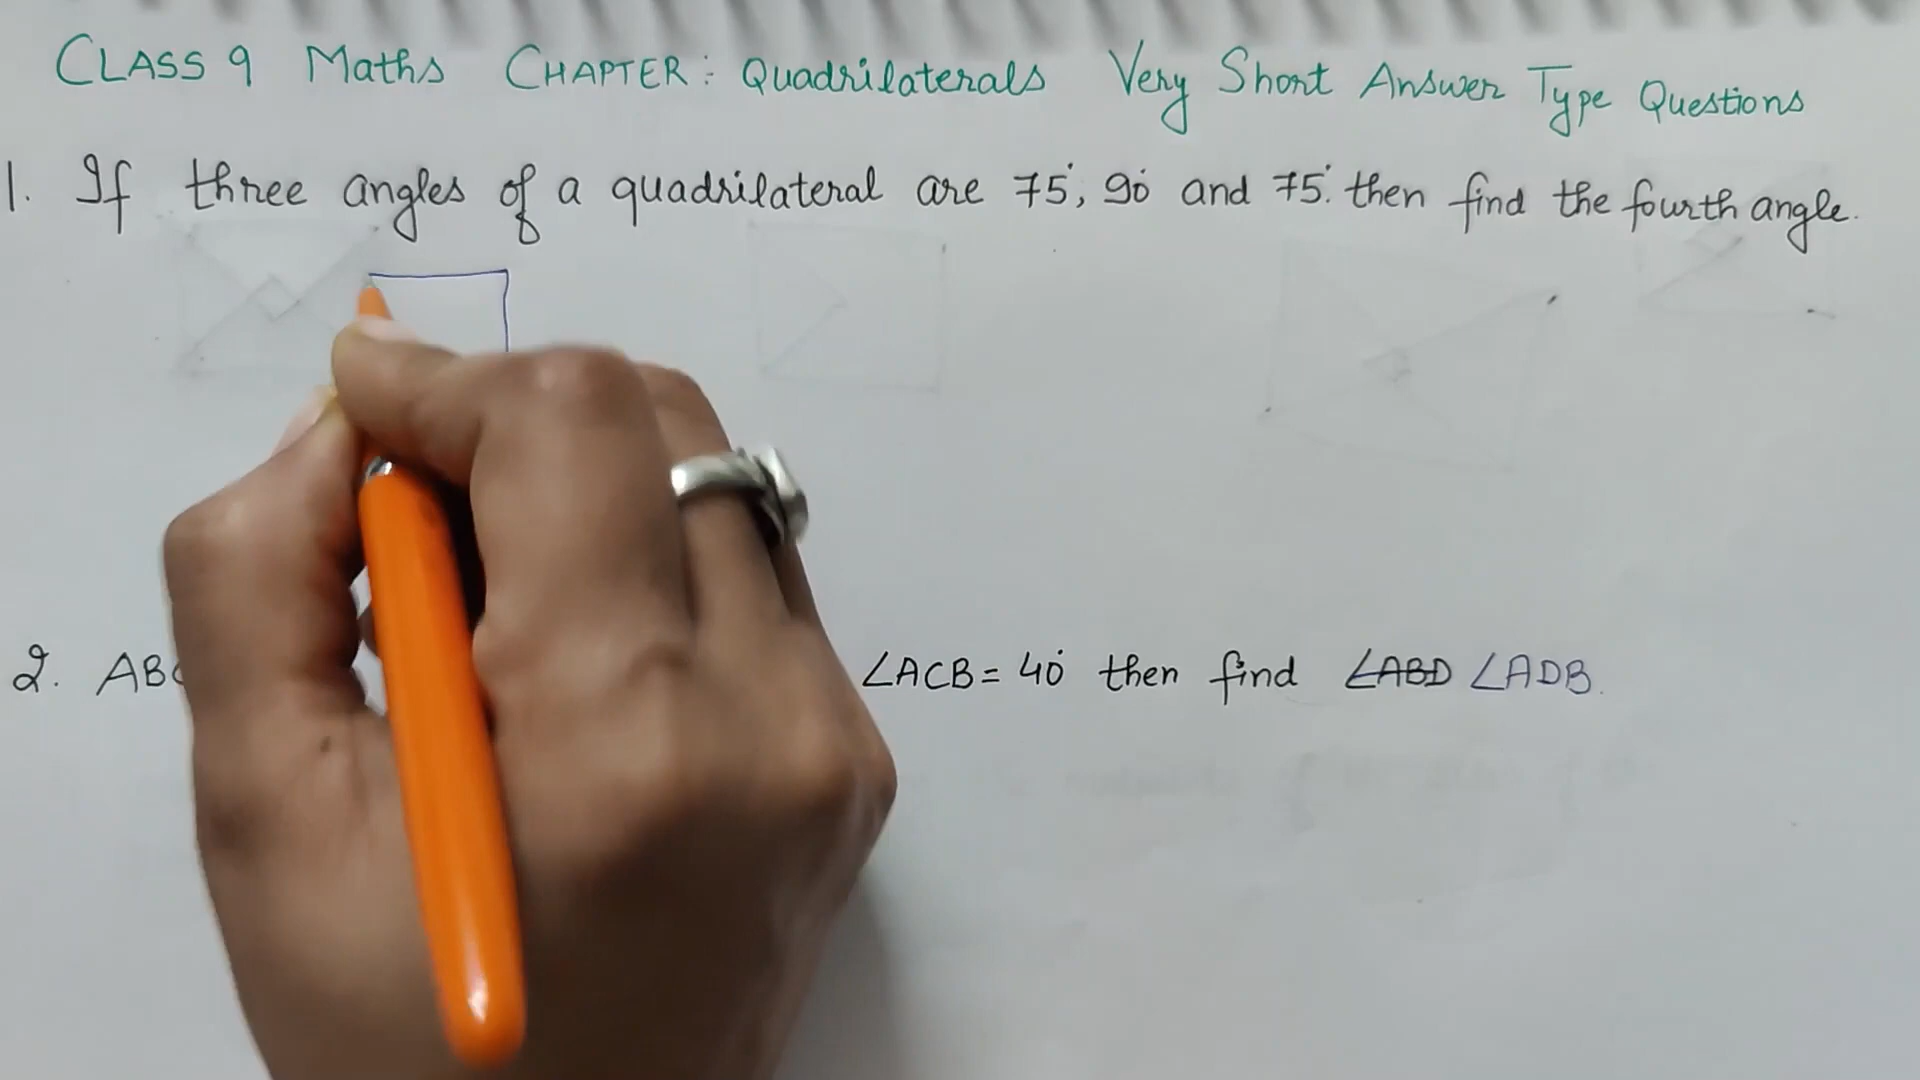 CLASS 9 Maths CHAPTER: Quadrilaterals Very Short Answer Type Questions
1. If three angles of a quadrilateral are 75°, 90° and 75°. then find the fourth angle.
2. ABC ∠ACB = 40° then find ∠ABD ∠ADB.